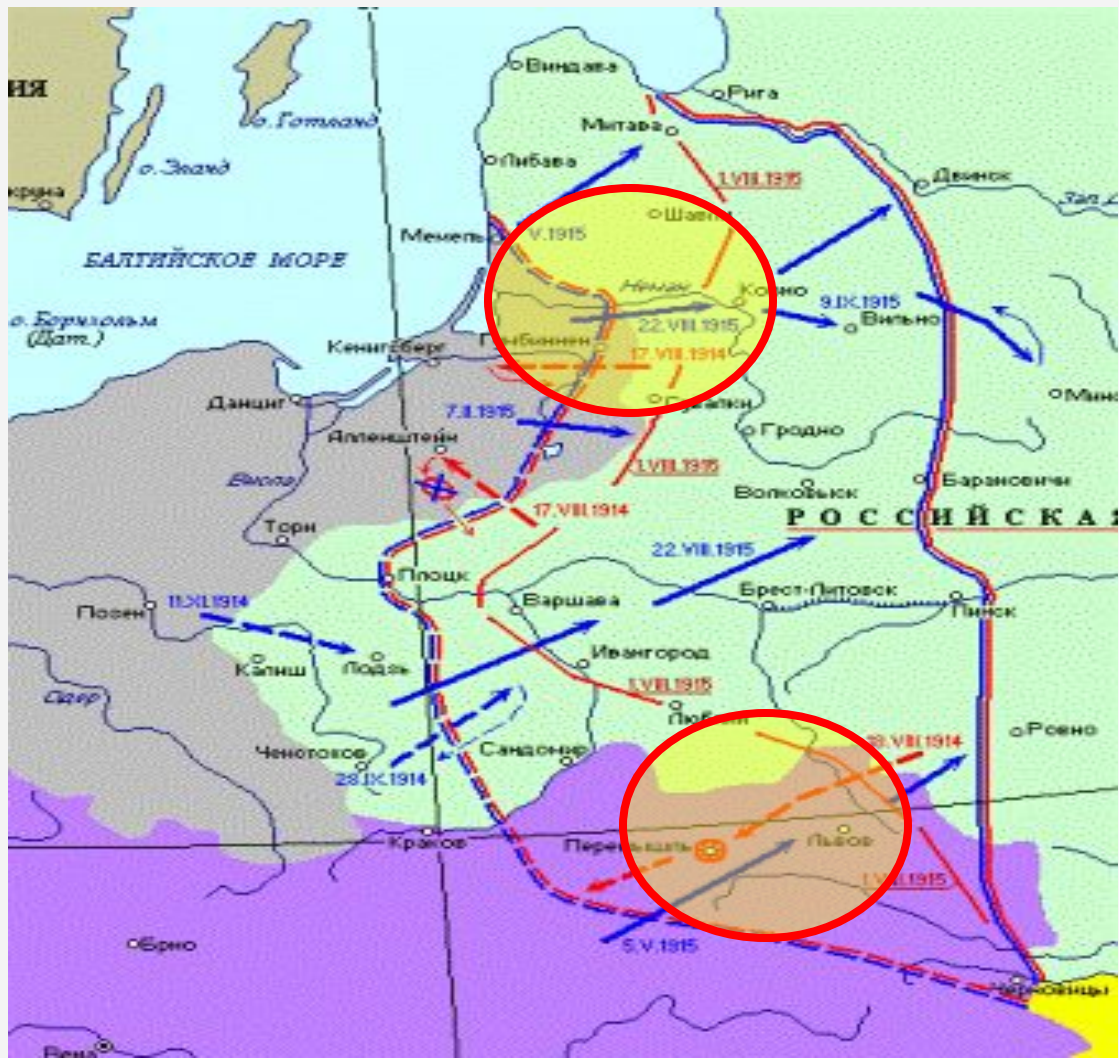 Виндава
ИЯ
Рига
о. Готланд
Митава
Либава
о. Эланд
1.VIII.1915
Двинск
Зап.
Шавли
Мемель
V.1915
БАЛТИЙСКОЕ МОРЕ
Неман
Ковно
9.IX.1915
Вильно
о. Борнхольм
(Дат.)
22.VIII.1915
Кенигсберг
Гумбиннен
17.VIII.1914
Данциг
Сувалки
Минс
7.II.1915
Алленштейн
Гродно
1.VIII.1915
Висла
Волковыск
Барановичи
17.VIII.1914
РОССИЙСКАЯ
Торн
22.VIII.1915
Плоцк
Брест-Литовск
11.XI.1914
Варшава
Пинск
Позен
Калиш
Лодзь
Ивангород
Одер
1.VIII.1915
Люблин
Ровно
Ченстохов
Сандомир
18.VIII.1914
28.IX.1914
Краков
Перемышль
Львов
1.VIII.1915
Брно
5.V.1915
Черновицы
Вена